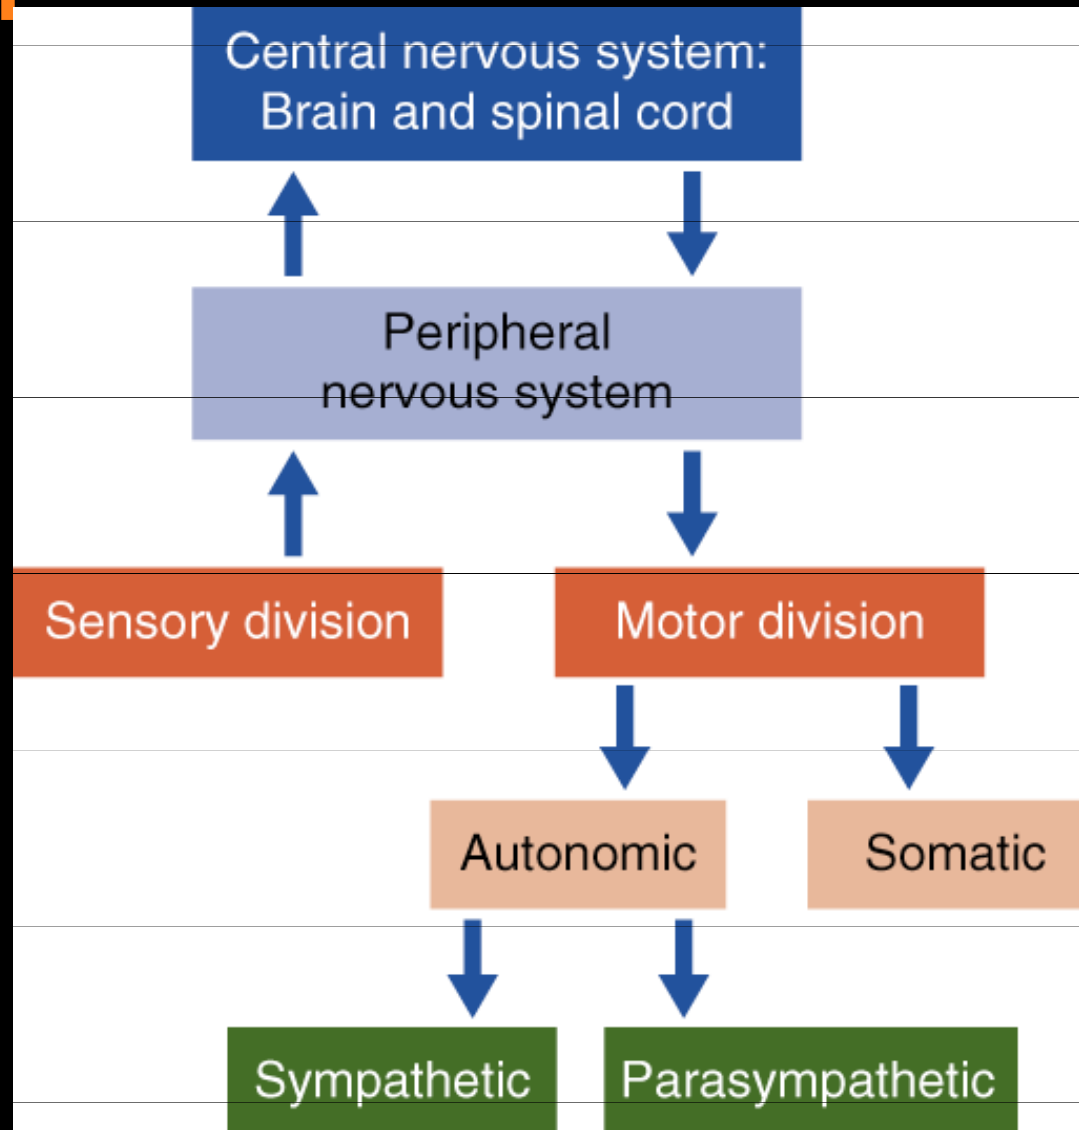 Central nervous system:
Brain and spinal cord
Peripheral
nervous system
Sensory division
Motor division
Autonomic
Somatic
Sympathetic
Parasympathetic